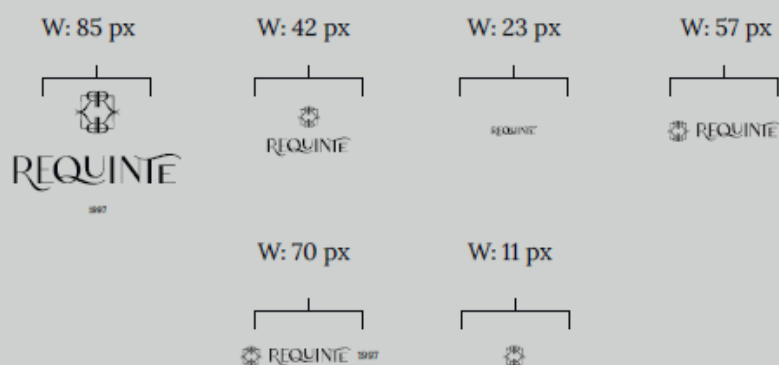 W: 85 px
W: 42 px
W: 23 px
W: 57 px
REQUINTE
1997
REQUINTE
REQUINTE
REQUINTE
W: 70 px
W: 11 px
REQUINTE 1997